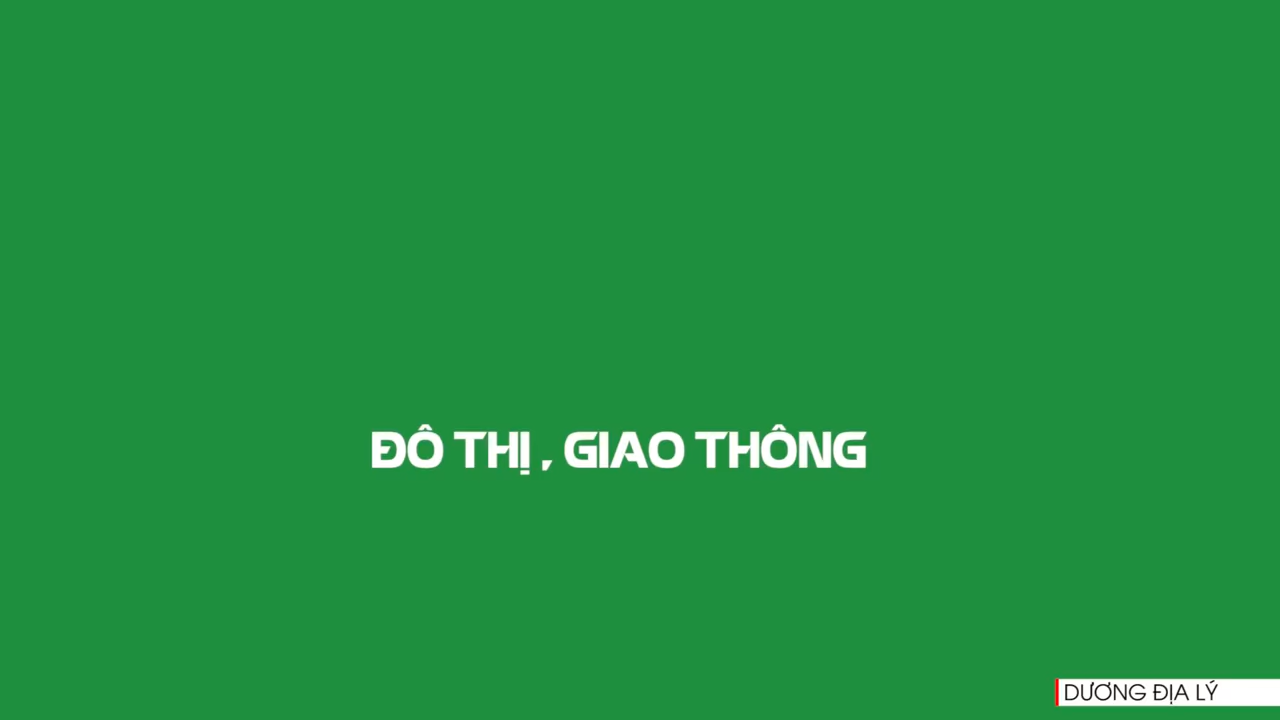 ĐÔ THỊ , GIAO THÔNG
DƯƠNG ĐỊA LÝ